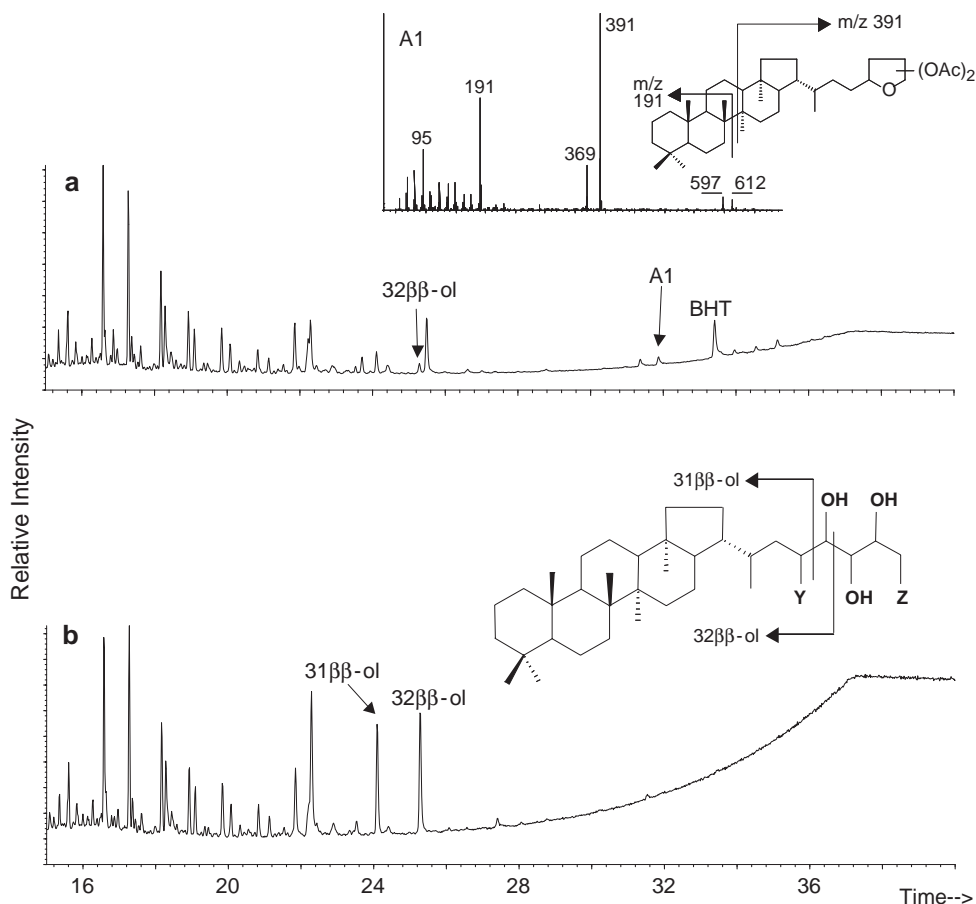 A1
391
m/z 391
(OAc)2
O
m/z
191
191
95
369
597 612
a
32ββ-ol
A1
BHT
Relative Intensity
31ββ-ol
OH OH
Y OH Z
32ββ-ol
b
31ββ-ol
32ββ-ol
16 20 24 28 32 36
Time-->